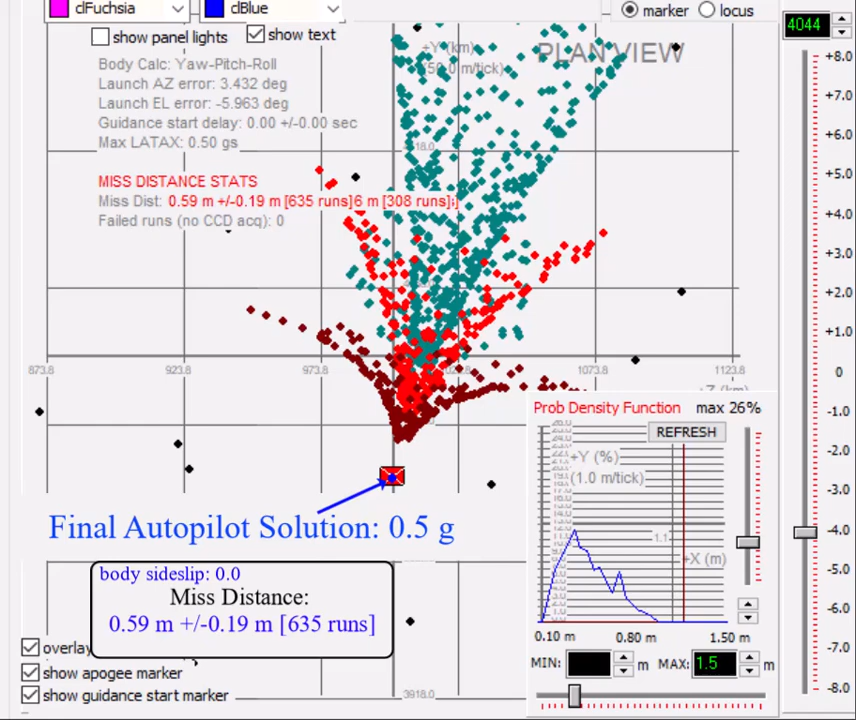 clFuchsia
clBlue
marker
locus
4044
show panel lights
show text
+Y (km)
(50.0 m/tick)
PLAN VIEW
Body Calc: Yaw-Pitch-Roll
Launch AZ error: 3.432 deg
Launch EL error: -5.963 deg
Guidance start delay: 0.00 +/-0.00 sec
Max LATAX: 0.50 gs
MISS DISTANCE STATS
Miss Dist: 0.59 m +/-0.19 m [635 runs]6 m [308 runs]
Failed runs (no CCD acq): 0
+8.0
+7.0
+6.0
+5.0
+4.0
+3.0
+2.0
+1.0
0
-1.0
-2.0
-3.0
-4.0
-5.0
-6.0
-7.0
-8.0
873.8
923.8
973.8
1073.8
1123.8
Prob Density Function
max 26%
REFRESH
+Y (%)
(1.0 m/tick)
1.1
+X (m)
0.10 m
0.80 m
1.50 m
MIN:
m
MAX:
1.5
m
Final Autopilot Solution: 0.5 g
body sideslip: 0.0
Miss Distance:
0.59 m +/-0.19 m [635 runs]
overlay
show apogee marker
show guidance start marker
3918.0